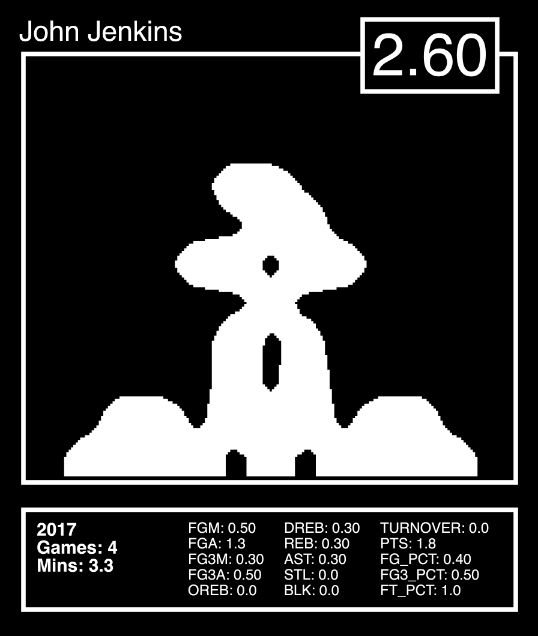 John Jenkins
2.60
2017
Games: 4
Mins: 3.3
FGM: 0.50
FGA: 1.3
FG3M: 0.30
FG3A: 0.50
OREB: 0.0
DREB: 0.30
REB: 0.30
AST: 0.30
STL: 0.0
BLK: 0.0
TURNOVER: 0.0
PTS: 1.8
FG_PCT: 0.40
FG3_PCT: 0.50
FT_PCT: 1.0